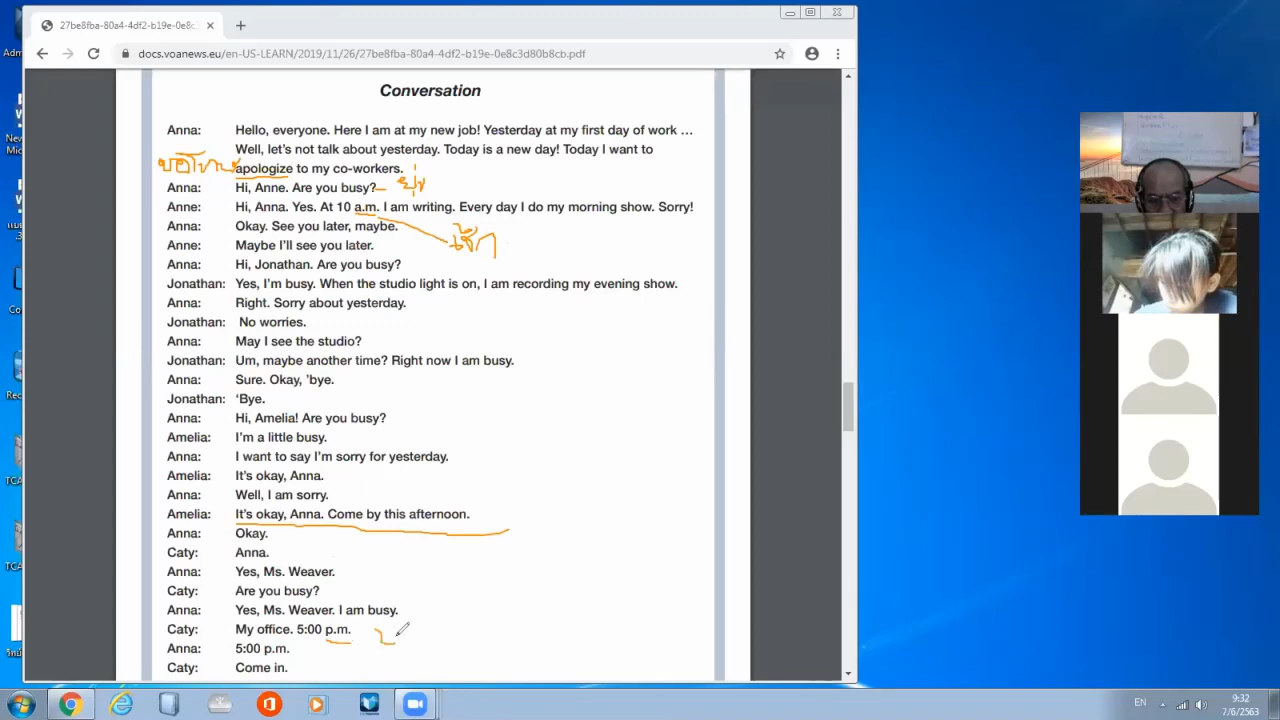 27be8fba-80a4-4df2-b19e-0e8c
docs.voanews.eu/en-US-LEARN/2019/11/26/27be8fba-80a4-4df2-b19e-0e8c3d80b8cb.pdf
Conversation
Anna: Hello, everyone. Here I am at my new job! Yesterday at my first day of work …
Well, let's not talk about yesterday. Today is a new day! Today I want to
apologize to my co-workers.
Anna: Hi, Anne. Are you busy?
Anne: Hi, Anna. Yes. At 10 a.m. I am writing. Every day I do my morning show. Sorry!
Anna: Okay. See you later, maybe.
Anne: Maybe I'll see you later.
Anna: Hi, Jonathan. Are you busy?
Jonathan: Yes, I'm busy. When the studio light is on, I am recording my evening show.
Anna: Right. Sorry about yesterday.
Jonathan: No worries.
Anna: May I see the studio?
Jonathan: Um, maybe another time? Right now I am busy.
Anna: Sure. Okay, 'bye.
Jonathan: 'Bye.
Anna: Hi, Amelia! Are you busy?
Amelia: I'm a little busy.
Anna: I want to say I'm sorry for yesterday.
Amelia: It's okay, Anna.
Anna: Well, I am sorry.
Amelia: It's okay, Anna. Come by this afternoon.
Anna: Okay.
Caty: Anna.
Anna: Yes, Ms. Weaver.
Caty: Are you busy?
Anna: Yes, Ms. Weaver. I am busy.
Caty: My office. 5:00 p.m.
Anna: 5:00 p.m.
Caty: Come in.
EN
9:32
7/6/2563